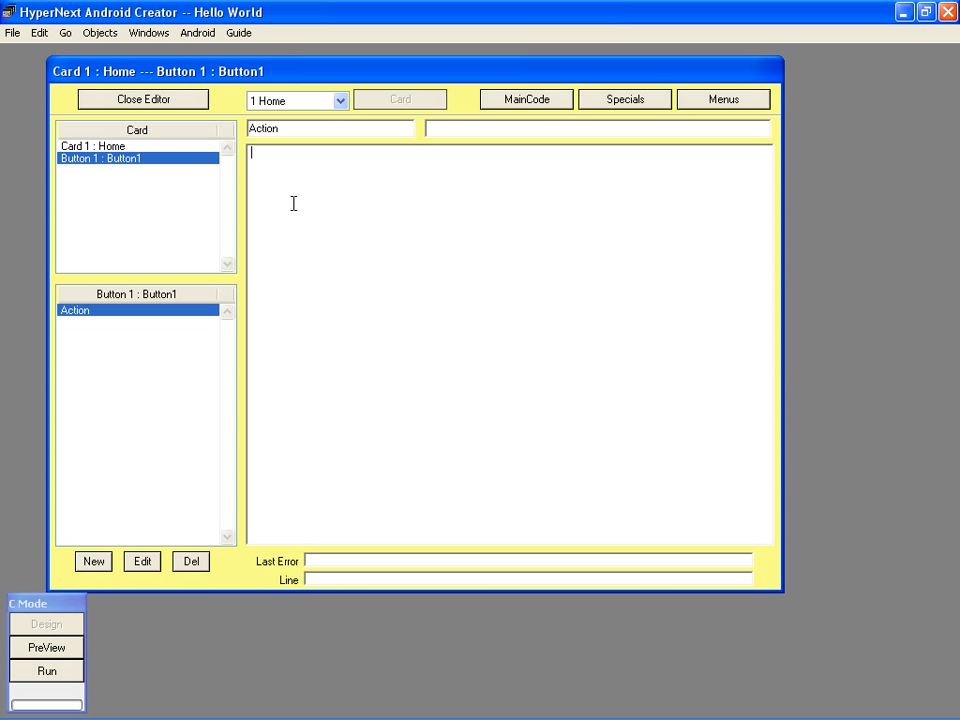 HyperNext Android Creator -- Hello World
File Edit Go Objects Windows Android Guide
Card 1 : Home --- Button 1 : Button1
Close Editor
1 Home
Card
MainCode
Specials
Menus
Card
Action
Card 1 : Home
Button 1 : Button1
Button 1 : Button1
Action
New
Edit
Del
Last Error
Line
C Mode
Design
PreView
Run